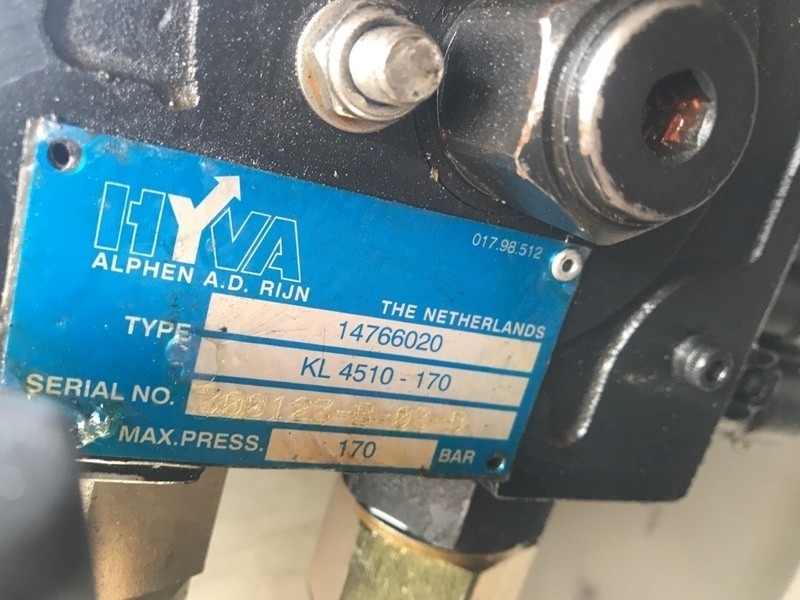 HYVA
017.98.512
ALPHEN A.D. RIJN
THE NETHERLANDS
TYPE 14766020
KL 4510 - 170
SERIAL NO.
MAX.PRESS. 170 BAR